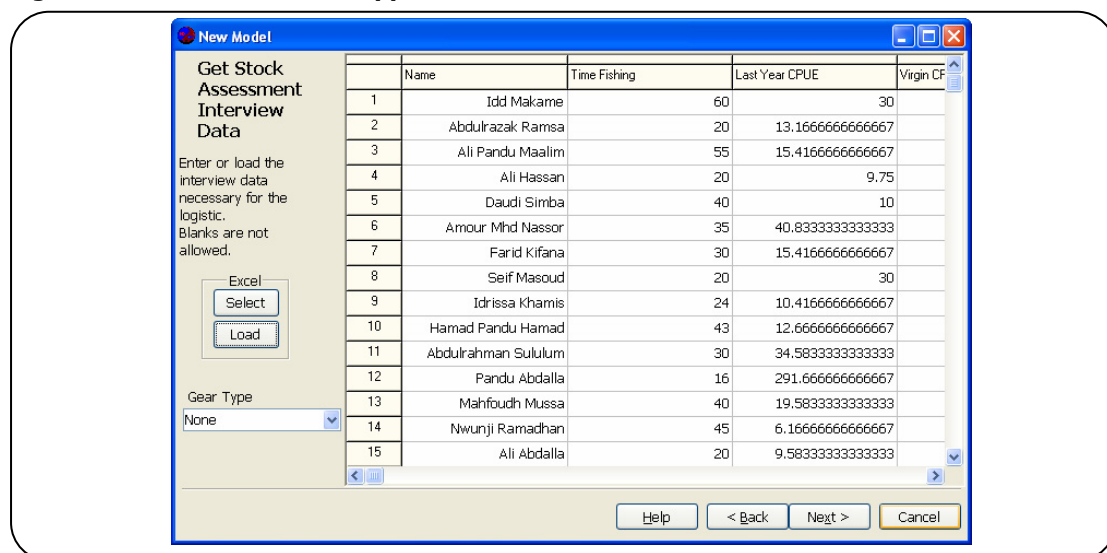 New Model
Get Stock
Assessment
Interview
Data
Enter or load the
interview data
necessary for the
logistic.
Blanks are not
allowed.
Excel
Select
Load
Gear Type
None
Name Time Fishing Last Year CPUE Virgin CF
1 Idd Makame 60 30
2 Abdulrazak Ramsa 20 13.1666666666667
3 Ali Pandu Maalim 55 15.4166666666667
4 Ali Hassan 20 9.75
5 Daudi Simba 40 10
6 Amour Mhd Nassor 35 40.8333333333333
7 Farid Kifana 30 15.4166666666667
8 Seif Masoud 20 30
9 Idrissa Khamis 24 10.4166666666667
10 Hamad Pandu Hamad 43 12.6666666666667
11 Abdulrahman Sululum 30 34.5833333333333
12 Pandu Abdalla 16 291.666666666667
13 Mahfoudh Mussa 40 19.5833333333333
14 Nwunji Ramadhan 45 6.16666666666667
15 Ali Abdalla 20 9.58333333333333
Help < Back Next > Cancel